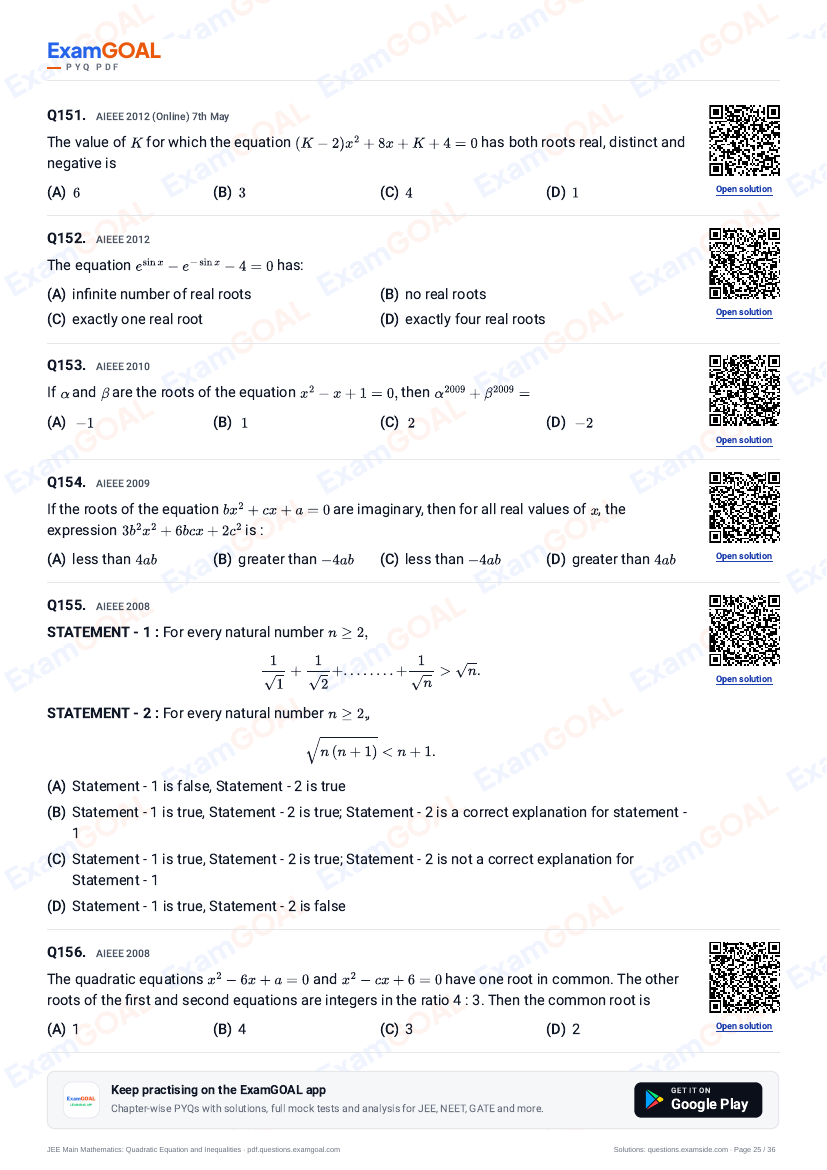 ExamGOAL
PYQ PDF
Q151. AIEEE 2012 (Online) 7th May
The value of K for which the equation (K − 2)x² + 8x + K + 4 = 0 has both roots real, distinct and
negative is
(A) 6 (B) 3 (C) 4 (D) 1
Open solution
Q152. AIEEE 2012
The equation e^{sin x} − e^{− sin x} − 4 = 0 has:
(A) infinite number of real roots (B) no real roots
(C) exactly one real root (D) exactly four real roots
Open solution
Q153. AIEEE 2010
If α and β are the roots of the equation x² − x + 1 = 0, then α²⁰⁰⁹ + β²⁰⁰⁹ =
(A) −1 (B) 1 (C) 2 (D) −2
Open solution
Q154. AIEEE 2009
If the roots of the equation bx² + cx + a = 0 are imaginary, then for all real values of x, the
expression 3b²x² + 6bcx + 2c² is :
(A) less than 4ab (B) greater than −4ab (C) less than −4ab (D) greater than 4ab
Open solution
Q155. AIEEE 2008
STATEMENT - 1 : For every natural number n ≥ 2,
1/√1 + 1/√2 +........ + 1/√n > √n.
Open solution
STATEMENT - 2 : For every natural number n ≥ 2,,
√(n (n + 1)) < n + 1.
(A) Statement - 1 is false, Statement - 2 is true
(B) Statement - 1 is true, Statement - 2 is true; Statement - 2 is a correct explanation for statement -
1
(C) Statement - 1 is true, Statement - 2 is true; Statement - 2 is not a correct explanation for
Statement - 1
(D) Statement - 1 is true, Statement - 2 is false
Q156. AIEEE 2008
The quadratic equations x² − 6x + a = 0 and x² − cx + 6 = 0 have one root in common. The other
roots of the first and second equations are integers in the ratio 4 : 3. Then the common root is
(A) 1 (B) 4 (C) 3 (D) 2
Open solution
Keep practising on the ExamGOAL app
Chapter-wise PYQs with solutions, full mock tests and analysis for JEE, NEET, GATE and more.
GET IT ON
Google Play
JEE Main Mathematics: Quadratic Equation and Inequalities · pdf.questions.examgoal.com
Solutions: questions.examside.com · Page 25 / 36